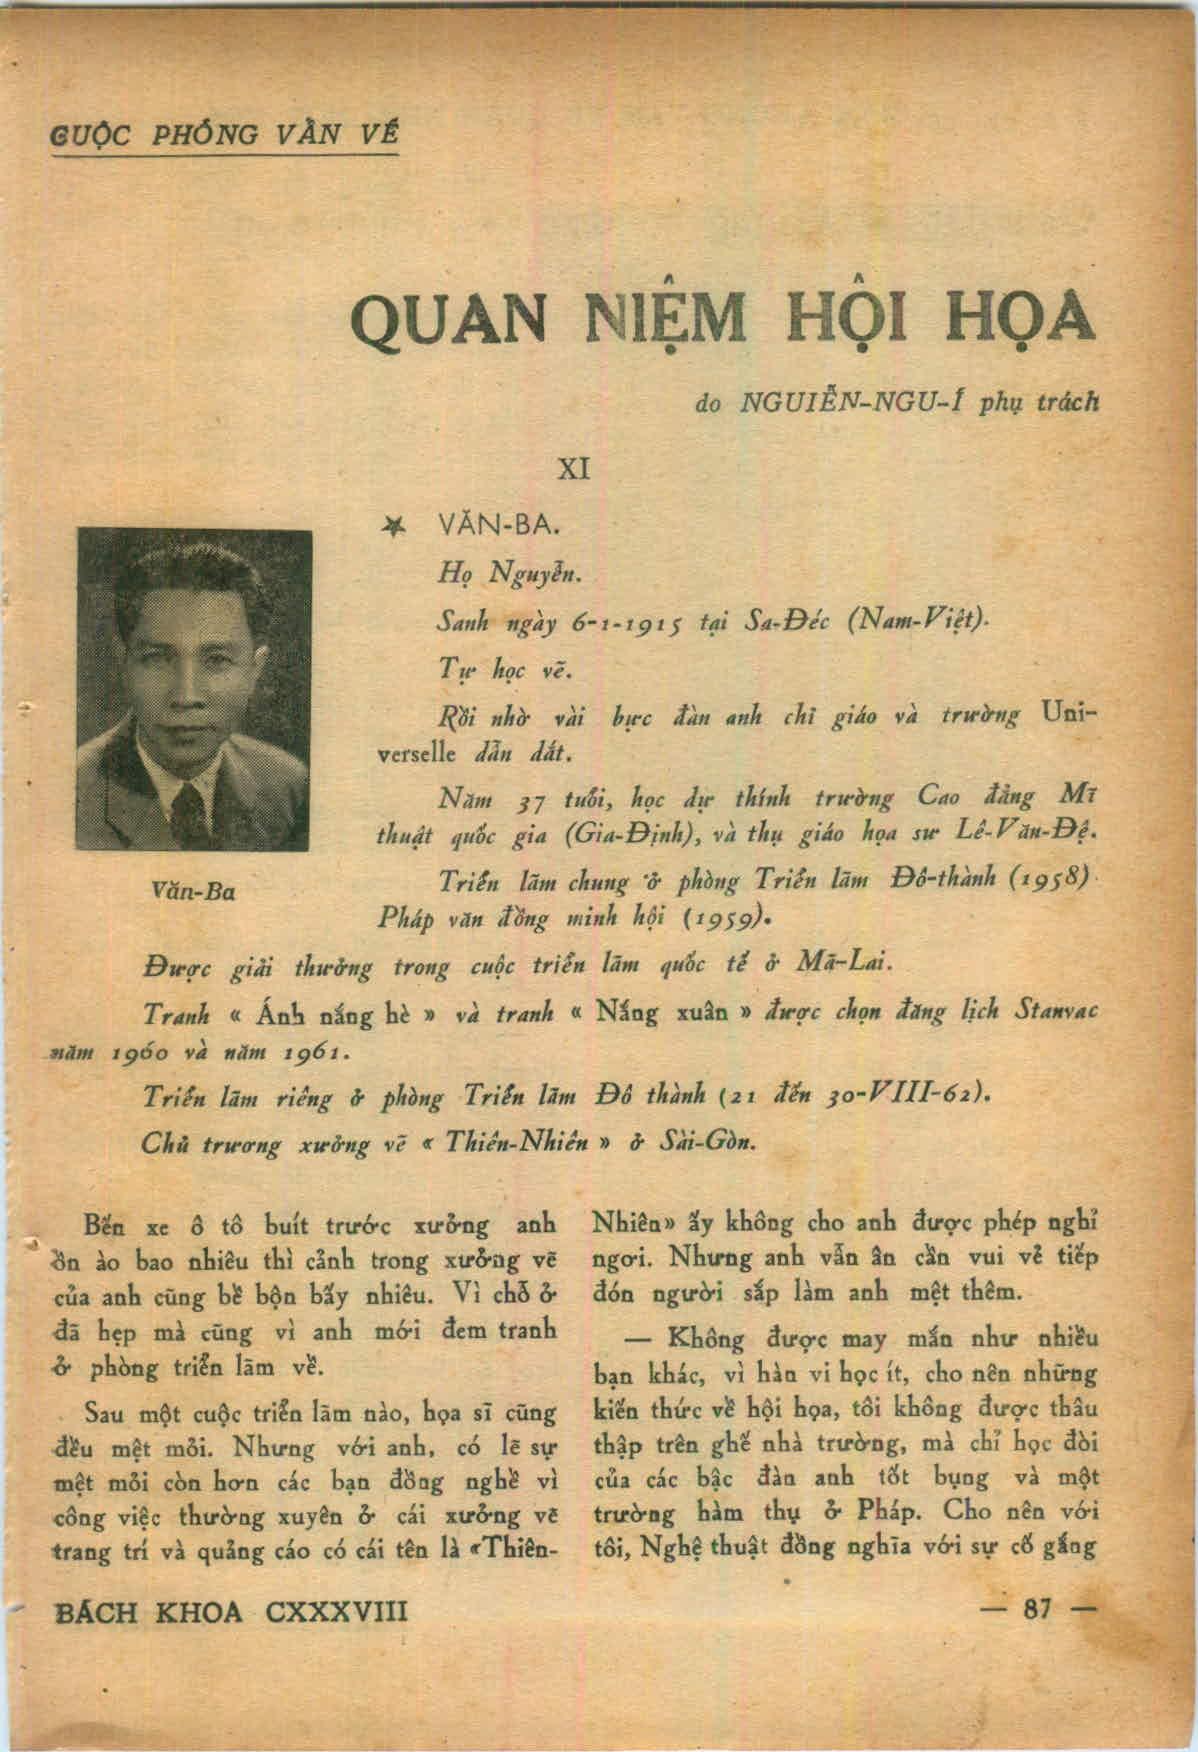 CUỘC PHỎNG VẤN VỀ
QUAN NIỆM HỘI HỌA
do NGUIỄN-NGU-Í phụ trách
XI
★ VĂN-BA.
Họ Nguyễn.
Sanh ngày 6-1-1915 tại Sa-Đéc (Nam-Việt).
Tự học vẽ.
Rồi nhờ vài bực đàn anh chỉ giáo và trường Uni-
verselle dẫn dắt.
Năm 37 tuổi, học dự thính trường Cao đẳng Mĩ
thuật quốc gia (Gia-Định), và thụ giáo họa sư Lê-Văn-Đệ.
Triển lãm chung ở phòng Triển lãm Đô-thành (1958)
Pháp văn đồng minh hội (1959).
Văn-Ba
Được giải thưởng trong cuộc triển lãm quốc tế ở Mã-Lai.
Tranh « Ánh nắng hè » và tranh « Nắng xuân » được chọn đăng lịch Stanvac
năm 1960 và năm 1961.
Triển lãm riêng ở phòng Triển lãm Đô thành (21 đến 30-VIII-62).
Chủ trương xưởng vẽ « Thiên-Nhiên » ở Sài-Gòn.
Bến xe ô tô buít trước xưởng anh
ồn ào bao nhiêu thì cảnh trong xưởng vẽ
của anh cũng bề bộn bấy nhiêu. Vì chỗ ở
đã hẹp mà cũng vì anh mới đem tranh
ở phòng triển lãm về.
Sau một cuộc triển lãm nào, họa sĩ cũng
đều mệt mỏi. Nhưng với anh, có lẽ sự
mệt mỏi còn hơn các bạn đồng nghề vì
công việc thường xuyên ở cái xưởng vẽ
trang trí và quảng cáo có cái tên là «Thiên-
Nhiên» ấy không cho anh được phép nghỉ
ngơi. Nhưng anh vẫn ân cần vui vẻ tiếp
đón người sắp làm anh mệt thêm.
— Không được may mắn như nhiều
bạn khác, vì hàn vi học ít, cho nên những
kiến thức về hội họa, tôi không được thâu
thập trên ghế nhà trường, mà chỉ học đòi
của các bậc đàn anh tốt bụng và một
trường hàm thụ ở Pháp. Cho nên với
tôi, Nghệ thuật đồng nghĩa với sự cố gắng
BÁCH KHOA CXXXVIII
— 87 —